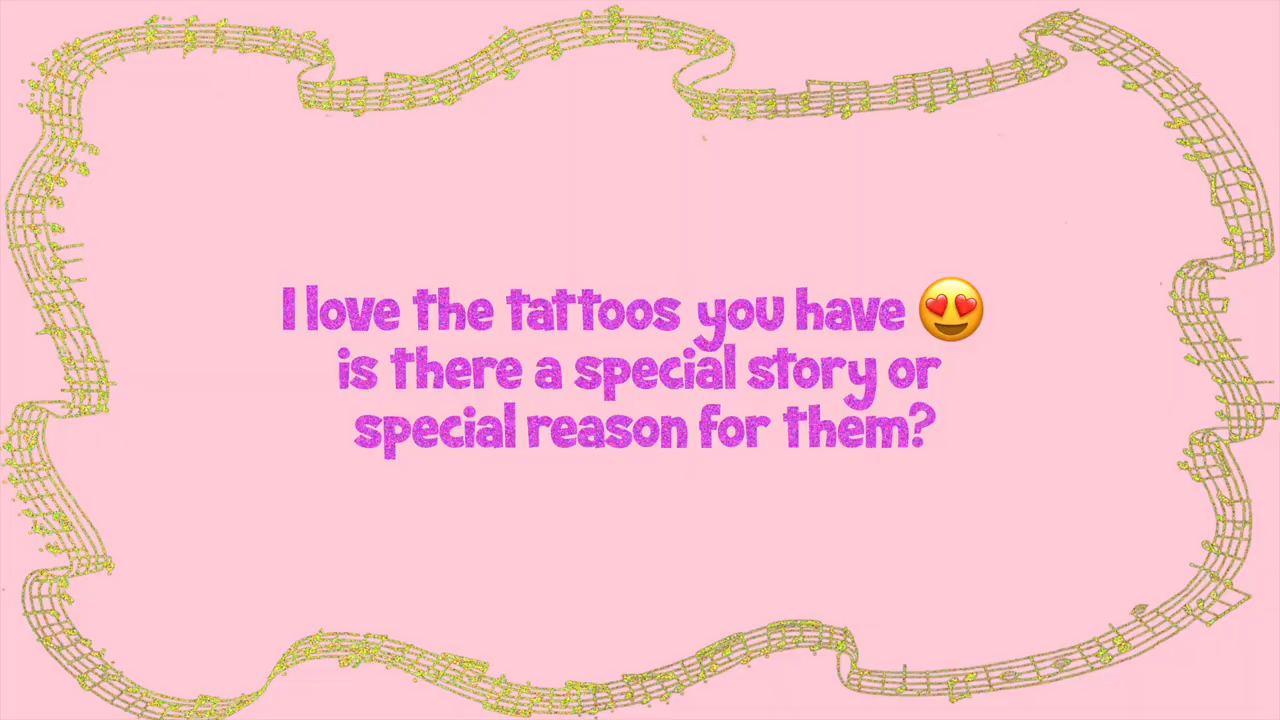 I love the tattoos you have 😍
is there a special story or
special reason for them?